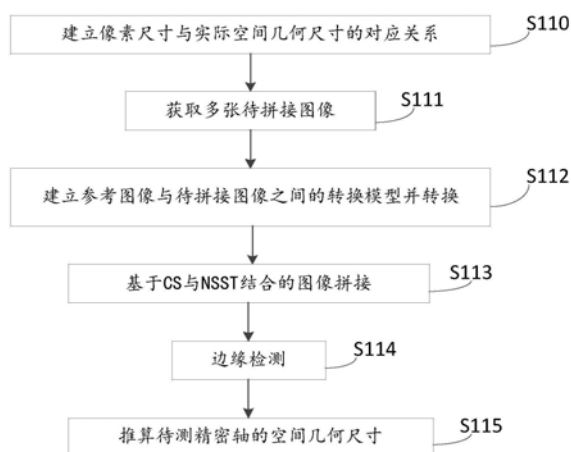 建立像素尺寸与实际空间几何尺寸的对应关系
S110
获取多张待拼接图像
S111
建立参考图像与待拼接图像之间的转换模型并转换
S112
基于CS与NSST结合的图像拼接
S113
边缘检测
S114
推算待测精密轴的空间几何尺寸
S115